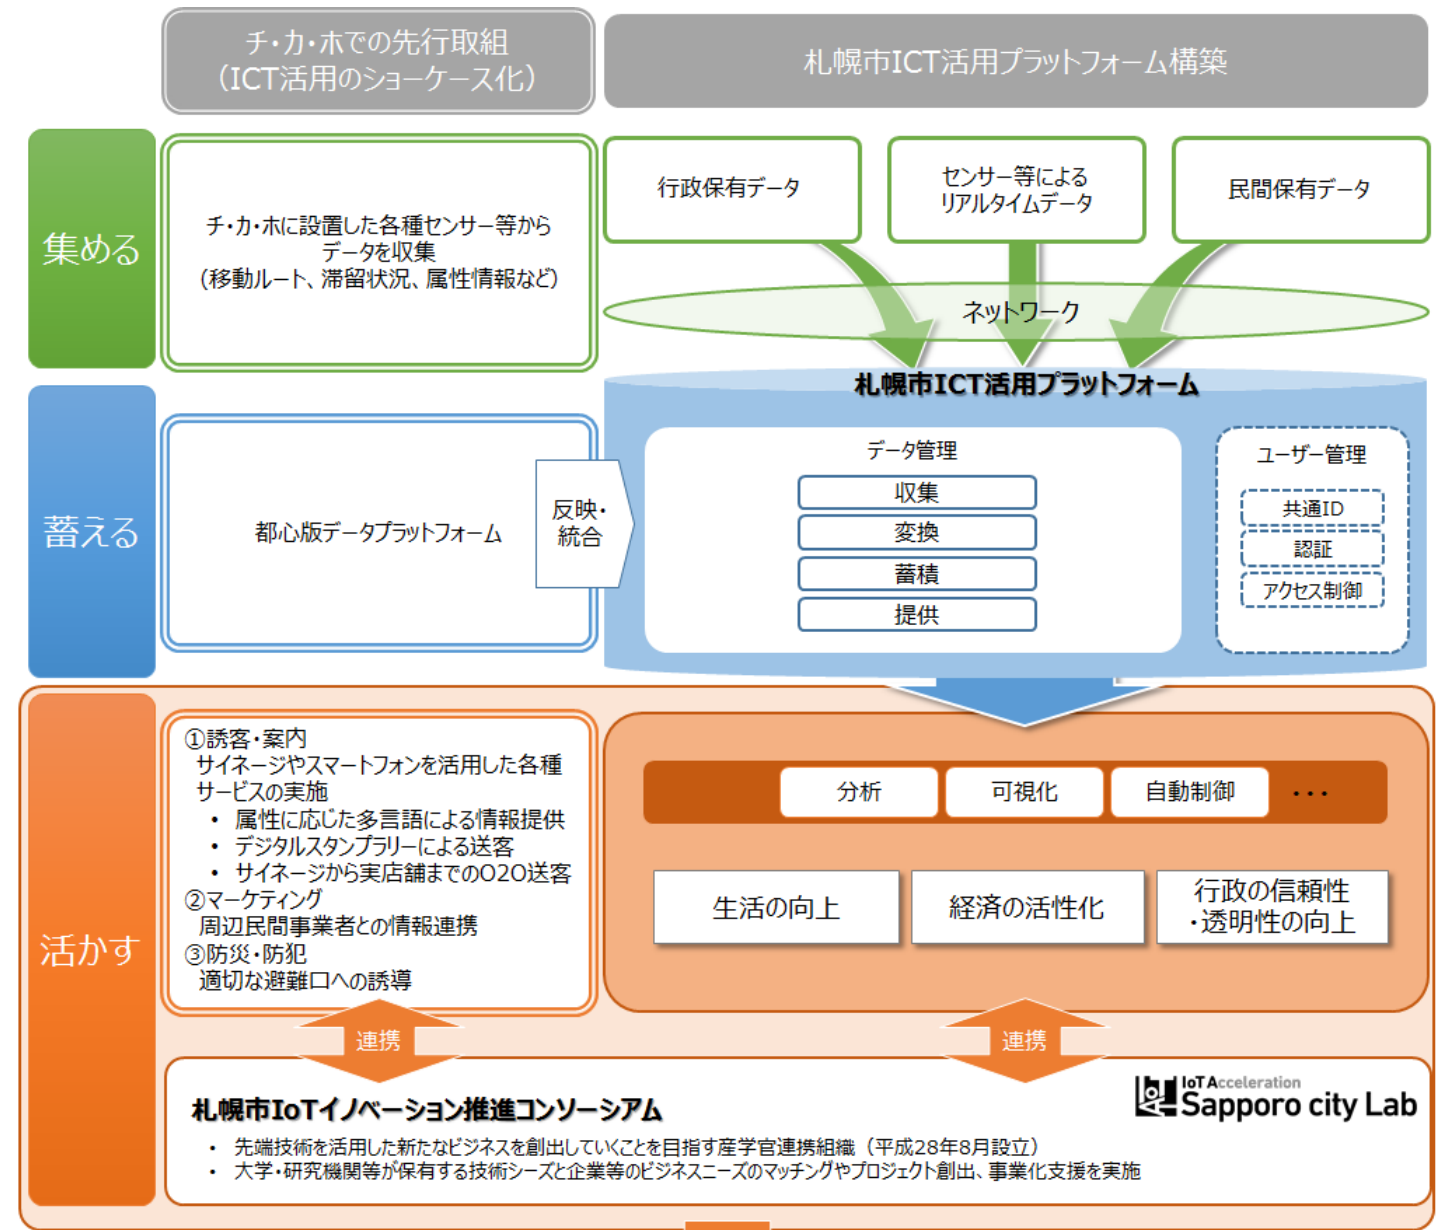 チ・カ・ホでの先行取組
（ICT活用のショーケース化）
札幌市ICT活用プラットフォーム構築
集める
チ・カ・ホに設置した各種センサー等から
データを収集
（移動ルート、滞留状況、属性情報など）
行政保有データ
センサー等による
リアルタイムデータ
民間保有データ
ネットワーク
蓄える
都心版データプラットフォーム
反映・
統合
札幌市ICT活用プラットフォーム
データ管理
収集
変換
蓄積
提供
ユーザー管理
共通ID
認証
アクセス制御
活かす
①誘客・案内
サイネージやスマートフォンを活用した各種
サービスの実施
• 属性に応じた多言語による情報提供
• デジタルスタンプラリーによる送客
• サイネージから実店舗までのO2O送客
②マーケティング
周辺民間事業者との情報連携
③防災・防犯
適切な避難口への誘導
分析
可視化
自動制御
・・・
生活の向上
経済の活性化
行政の信頼性
・透明性の向上
連携
連携
札幌市IoTイノベーション推進コンソーシアム
IoT Acceleration
Sapporo city Lab
• 先端技術を活用した新たなビジネスを創出していくことを目指す産学官連携組織（平成28年8月設立）
• 大学・研究機関等が保有する技術シーズと企業等のビジネスニーズのマッチングやプロジェクト創出、事業化支援を実施